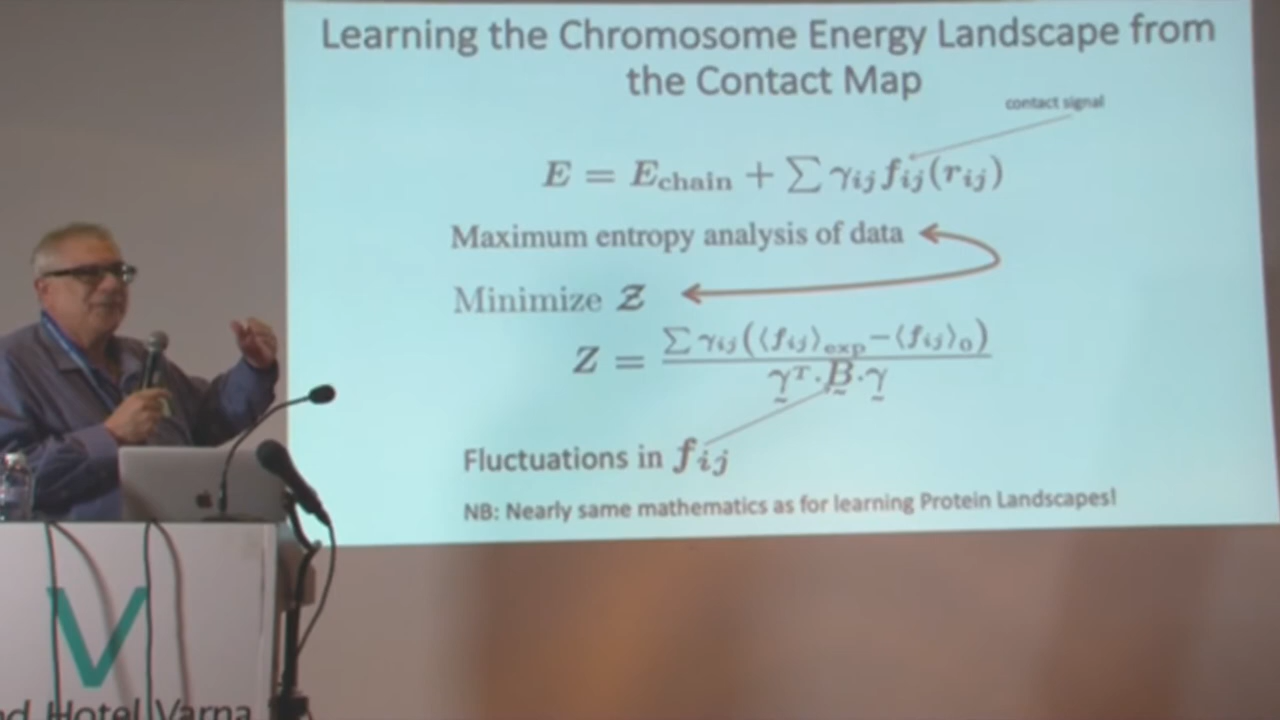 Learning the Chromosome Energy Landscape from
the Contact Map
contact signal
E = E_chain + ∑ γ_ij f_ij(r_ij)
Maximum entropy analysis of data
Minimize Z
Z = ∑ γ_ij(⟨f_ij⟩_exp − ⟨f_ij⟩_0) / γ^T · B · γ
Fluctuations in f_ij
NB: Nearly same mathematics as for learning Protein Landscapes!
V
Hotel Varna